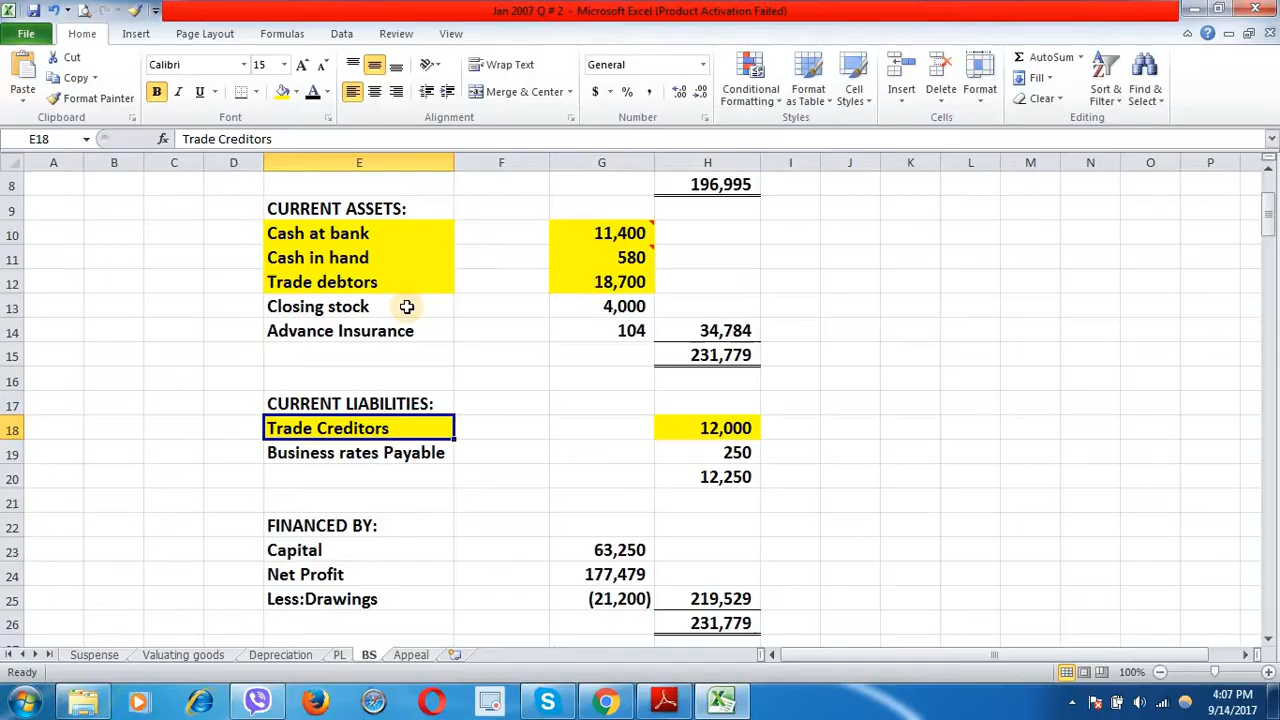 Jan 2007 Q # 2 - Microsoft Excel (Product Activation Failed)
File Home Insert Page Layout Formulas Data Review View
Cut
Copy
Format Painter
Paste
Clipboard
Calibri 15
B I U
Font
Wrap Text
Merge & Center
Alignment
General
$ % ,
Number
Conditional Formatting
Format as Table
Cell Styles
Styles
Insert Delete Format
Cells
AutoSum
Fill
Clear
Sort & Filter
Find & Select
Editing
E18 fx Trade Creditors
A B C D E F G H I J K L M N O P
8 196,995
9 CURRENT ASSETS:
10 Cash at bank 11,400
11 Cash in hand 580
12 Trade debtors 18,700
13 Closing stock 4,000
14 Advance Insurance 104 34,784
15 231,779
16
17 CURRENT LIABILITIES:
18 Trade Creditors 12,000
19 Business rates Payable 250
20 12,250
21
22 FINANCED BY:
23 Capital 63,250
24 Net Profit 177,479
25 Less:Drawings (21,200) 219,529
26 231,779
Suspense Valuing goods Depreciation PL BS Appeal
Ready 100%
4:07 PM
9/14/2017